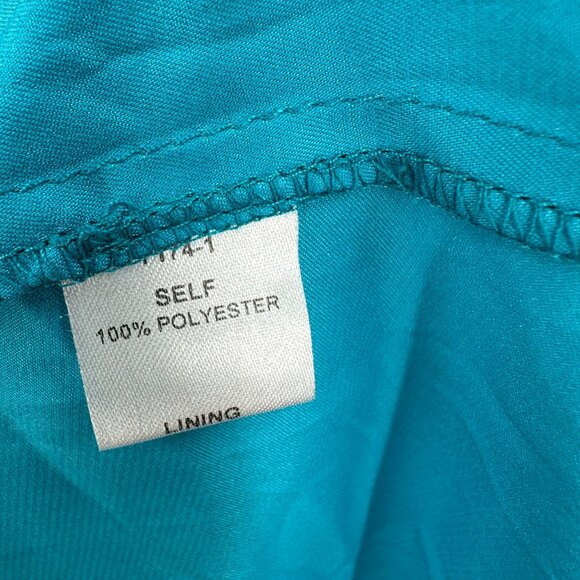 174-1
SELF
100% POLYESTER
LINING